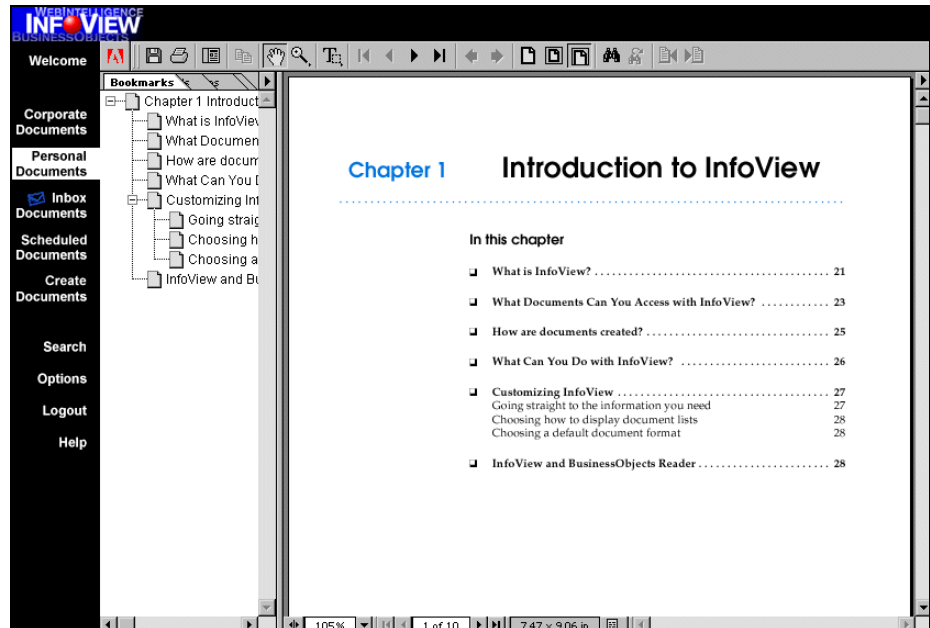 WEBINTELLIGENCE
INFOVIEW
BUSINESSOBJECTS
Welcome
Corporate
Documents
Personal
Documents
Inbox
Documents
Scheduled
Documents
Create
Documents
Search
Options
Logout
Help
Bookmarks
Chapter 1 Introduct
What is InfoView
What Documen
How are docum
What Can You
Customizing Inf
Going straig
Choosing h
Choosing a
InfoView and Bu
Chapter 1 Introduction to InfoView
In this chapter
❑ What is InfoView? . . . . . . . . . . . . . . . . . . . . . . . . . . . . . . . . . . . . . . . . 21
❑ What Documents Can You Access with InfoView? . . . . . . . . . . . . 23
❑ How are documents created? . . . . . . . . . . . . . . . . . . . . . . . . . . . . . . . 25
❑ What Can You Do with InfoView? . . . . . . . . . . . . . . . . . . . . . . . . . . 26
❑ Customizing InfoView . . . . . . . . . . . . . . . . . . . . . . . . . . . . . . . . . . . . 27
Going straight to the information you need 27
Choosing how to display document lists 28
Choosing a default document format 28
❑ InfoView and BusinessObjects Reader . . . . . . . . . . . . . . . . . . . . . . . 28
105% 1 of 10 7.47 x 9.06 in